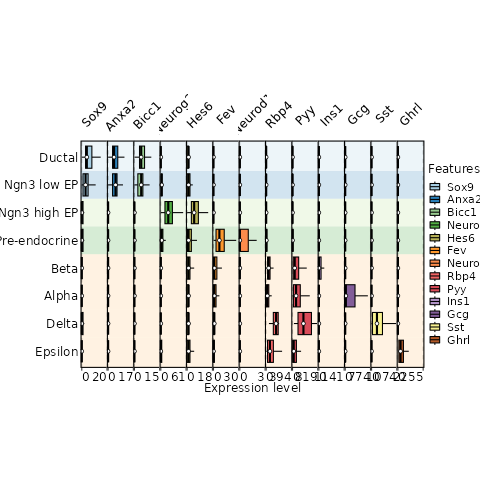 Sox9 Anxa2 Bicc1 Hes6 Fev Rbp4 Pyy Ins1 Gcg Sst Ghrl
Ductal
Ngn3 low EP
Ngn3 high EP
Pre-endocrine
Beta
Alpha
Delta
Epsilon
Expression level
Features
Sox9
Anxa2
Bicc1
Neuro
Hes6
Fev
Neuro
Rbp4
Pyy
Ins1
Gcg
Sst
Ghrl